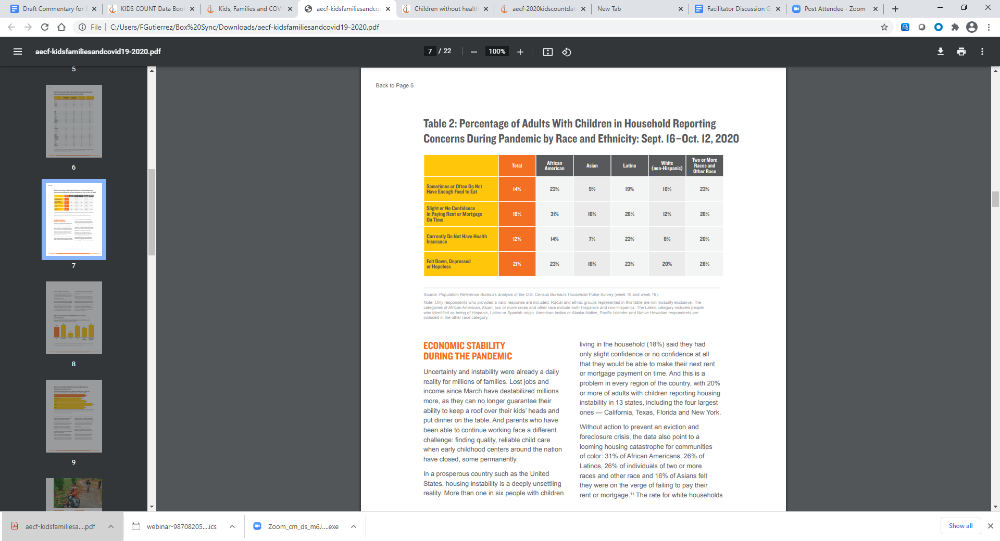 Draft Commentary for E
KIDS COUNT Data Book
Kids, Families and COVI
aecf-kidsfamiliesandco
Children without health
aecf-2020kidscountdat
New Tab
Facilitator Discussion G
Post Attendee - Zoom
File
C:/Users/FGutierrez/Box%20Sync/Downloads/aecf-kidsfamiliesandcovid19-2020.pdf
aecf-kidsfamiliesandcovid19-2020.pdf
7 / 22
100%
5
6
7
8
9
Back to Page 5
Table 2: Percentage of Adults With Children in Household Reporting
Concerns During Pandemic by Race and Ethnicity: Sept. 16–Oct. 12, 2020
Total
African
American
Asian
Latino
White
(non-Hispanic)
Two or More
Races and
Other Race
Sometimes or Often Do Not
Have Enough Food to Eat
14% 23% 9% 19% 10% 23%
Slight or No Confidence
in Paying Rent or Mortgage
On Time
18% 31% 16% 26% 12% 26%
Currently Do Not Have Health
Insurance
12% 14% 7% 23% 8% 20%
Felt Down, Depressed
or Hopeless
21% 23% 16% 23% 20% 28%
Source: Population Reference Bureau's analysis of the U.S. Census Bureau's Household Pulse Survey (week 15 and week 16).
Note: Only respondents who provided a valid response are included. Racial and ethnic groups represented in this table are not mutually exclusive. The
categories of African American, Asian, two or more races and other race include both Hispanics and non-Hispanics. The Latino category includes people
who identified as being of Hispanic, Latino or Spanish origin. American Indian or Alaska Native, Pacific Islander and Native Hawaiian respondents are
included in the other race category.
ECONOMIC STABILITY
DURING THE PANDEMIC
Uncertainty and instability were already a daily
reality for millions of families. Lost jobs and
income since March have destabilized millions
more, as they can no longer guarantee their
ability to keep a roof over their kids' heads and
put dinner on the table. And parents who have
been able to continue working face a different
challenge: finding quality, reliable child care
when early childhood centers around the nation
have closed, some permanently.
In a prosperous country such as the United
States, housing instability is a deeply unsettling
reality. More than one in six people with children
living in the household (18%) said they had
only slight confidence or no confidence at all
that they would be able to make their next rent
or mortgage payment on time. And this is a
problem in every region of the country, with 20%
or more of adults with children reporting housing
instability in 13 states, including the four largest
ones — California, Texas, Florida and New York.
Without action to prevent an eviction and
foreclosure crisis, the data also point to a
looming housing catastrophe for communities
of color: 31% of African Americans, 26% of
Latinos, 26% of individuals of two or more
races and other race and 16% of Asians felt
they were on the verge of failing to pay their
rent or mortgage.¹¹ The rate for white households
aecf-kidsfamiliesa....pdf
webinar-98708205....ics
Zoom_cm_ds_m6J....exe
Show all